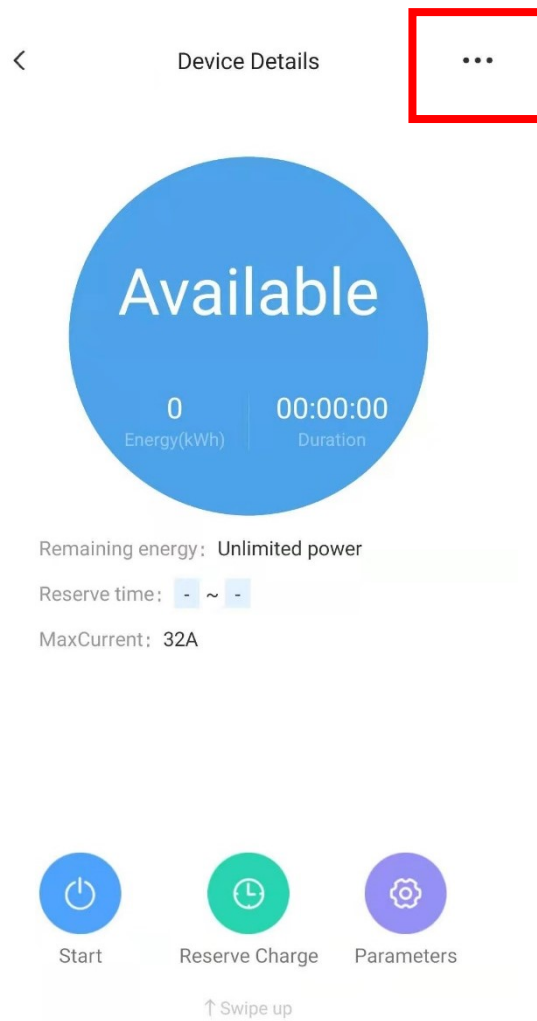 Device Details
Available
0 00:00:00
Energy(kWh) Duration
Remaining energy: Unlimited power
Reserve time: - ~ -
MaxCurrent: 32A
Start Reserve Charge Parameters
↑ Swipe up